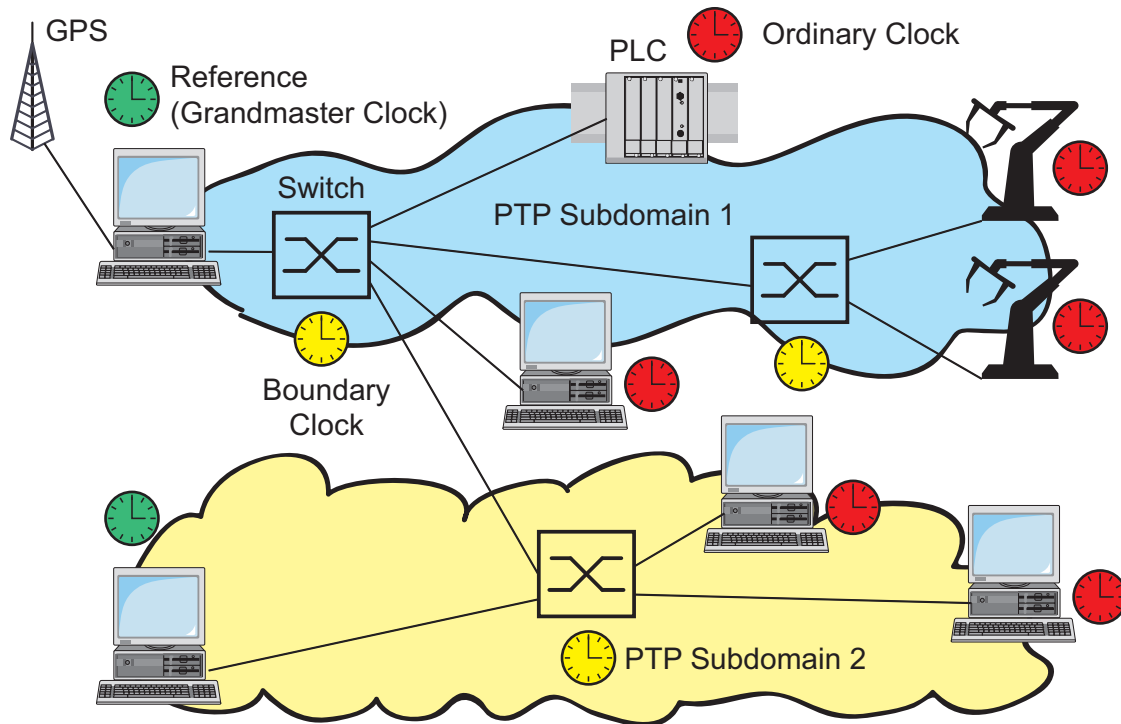 GPS
PLC
Ordinary Clock
Reference
(Grandmaster Clock)
Switch
PTP Subdomain 1
Boundary
Clock
PTP Subdomain 2